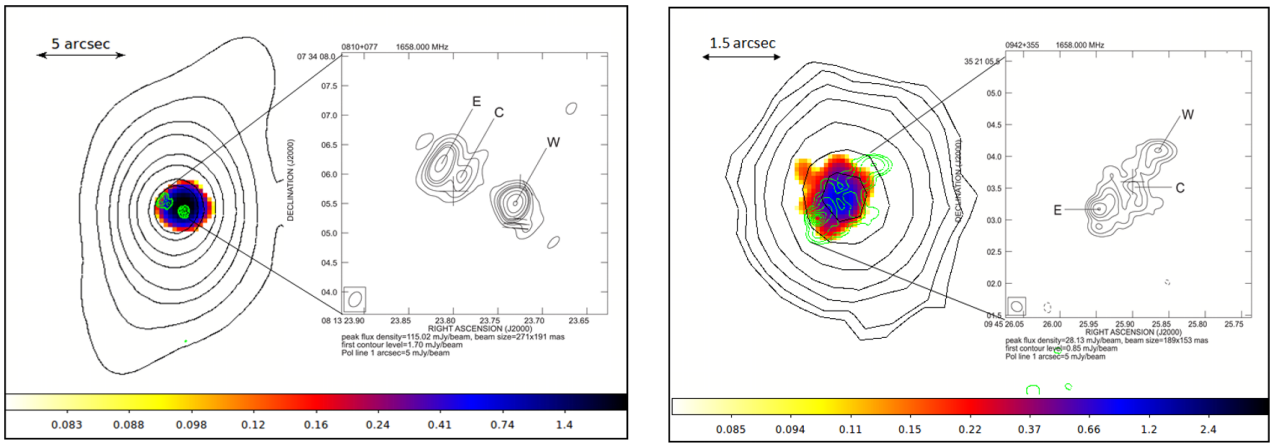 5 arcsec
0810+077 1658.000 MHz
07 34 08.0
07.5
07.0
06.5
06.0
05.5
05.0
04.5
04.0
DECLINATION (J2000)
E
C
W
08 13 23.90 23.85 23.80 23.75 23.70 23.65
RIGHT ASCENSION (J2000)
peak flux density=115.02 mJy/beam, beam size=271x191 mas
first contour level=1.70 mJy/beam
Pol line 1 arcsec=5 mJy/beam
0.083 0.088 0.098 0.12 0.16 0.24 0.41 0.74 1.4
1.5 arcsec
0942+355 1658.000 MHz
35 21 05.5
05.0
04.5
04.0
03.5
03.0
02.5
02.0
01.5
DECLINATION (J2000)
W
C
E
09 45 26.05 26.00 25.95 25.90 25.85 25.80 25.75
RIGHT ASCENSION (J2000)
peak flux density=28.13 mJy/beam, beam size=189x153 mas
first contour level=0.85 mJy/beam
Pol line 1 arcsec=5 mJy/beam
0.085 0.094 0.11 0.15 0.22 0.37 0.66 1.2 2.4